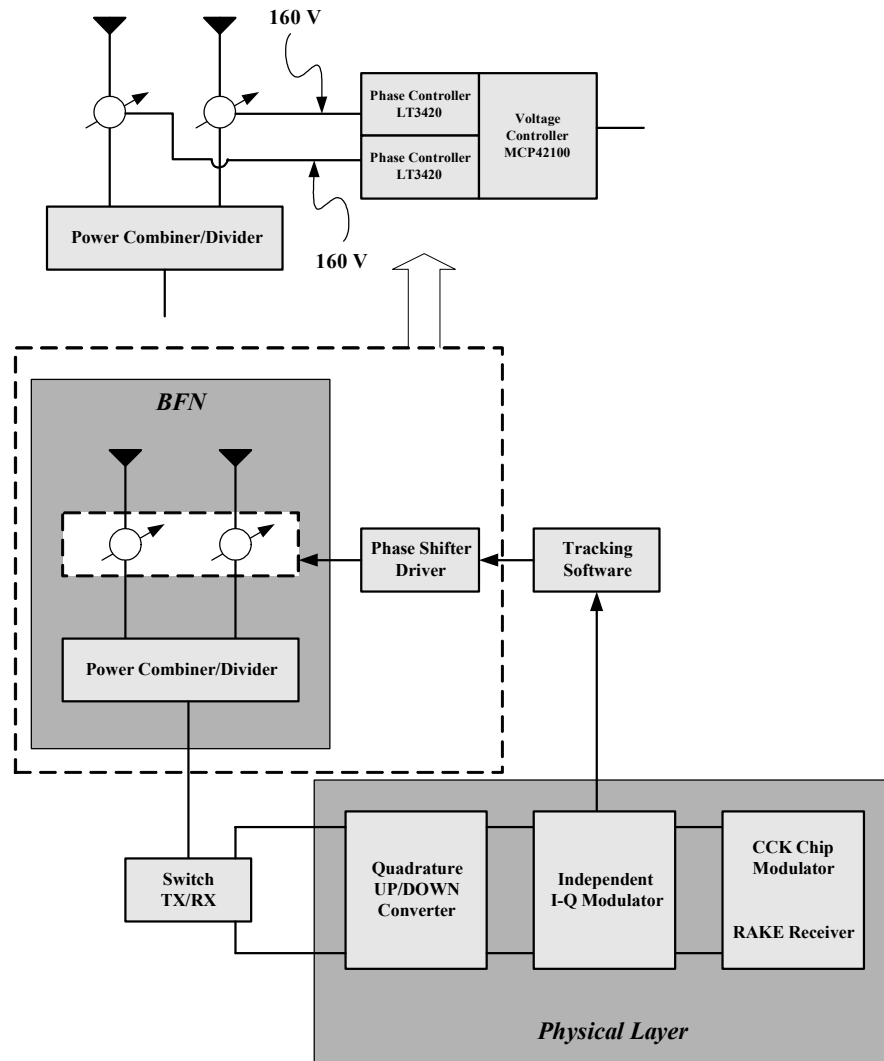 160 V
Phase Controller
LT3420
Phase Controller
LT3420
Voltage
Controller
MCP42100
Power Combiner/Divider
160 V
BFN
Phase Shifter
Driver
Tracking
Software
Power Combiner/Divider
Switch
TX/RX
Quadrature
UP/DOWN
Converter
Independent
I-Q Modulator
CCK Chip
Modulator
RAKE Receiver
Physical Layer